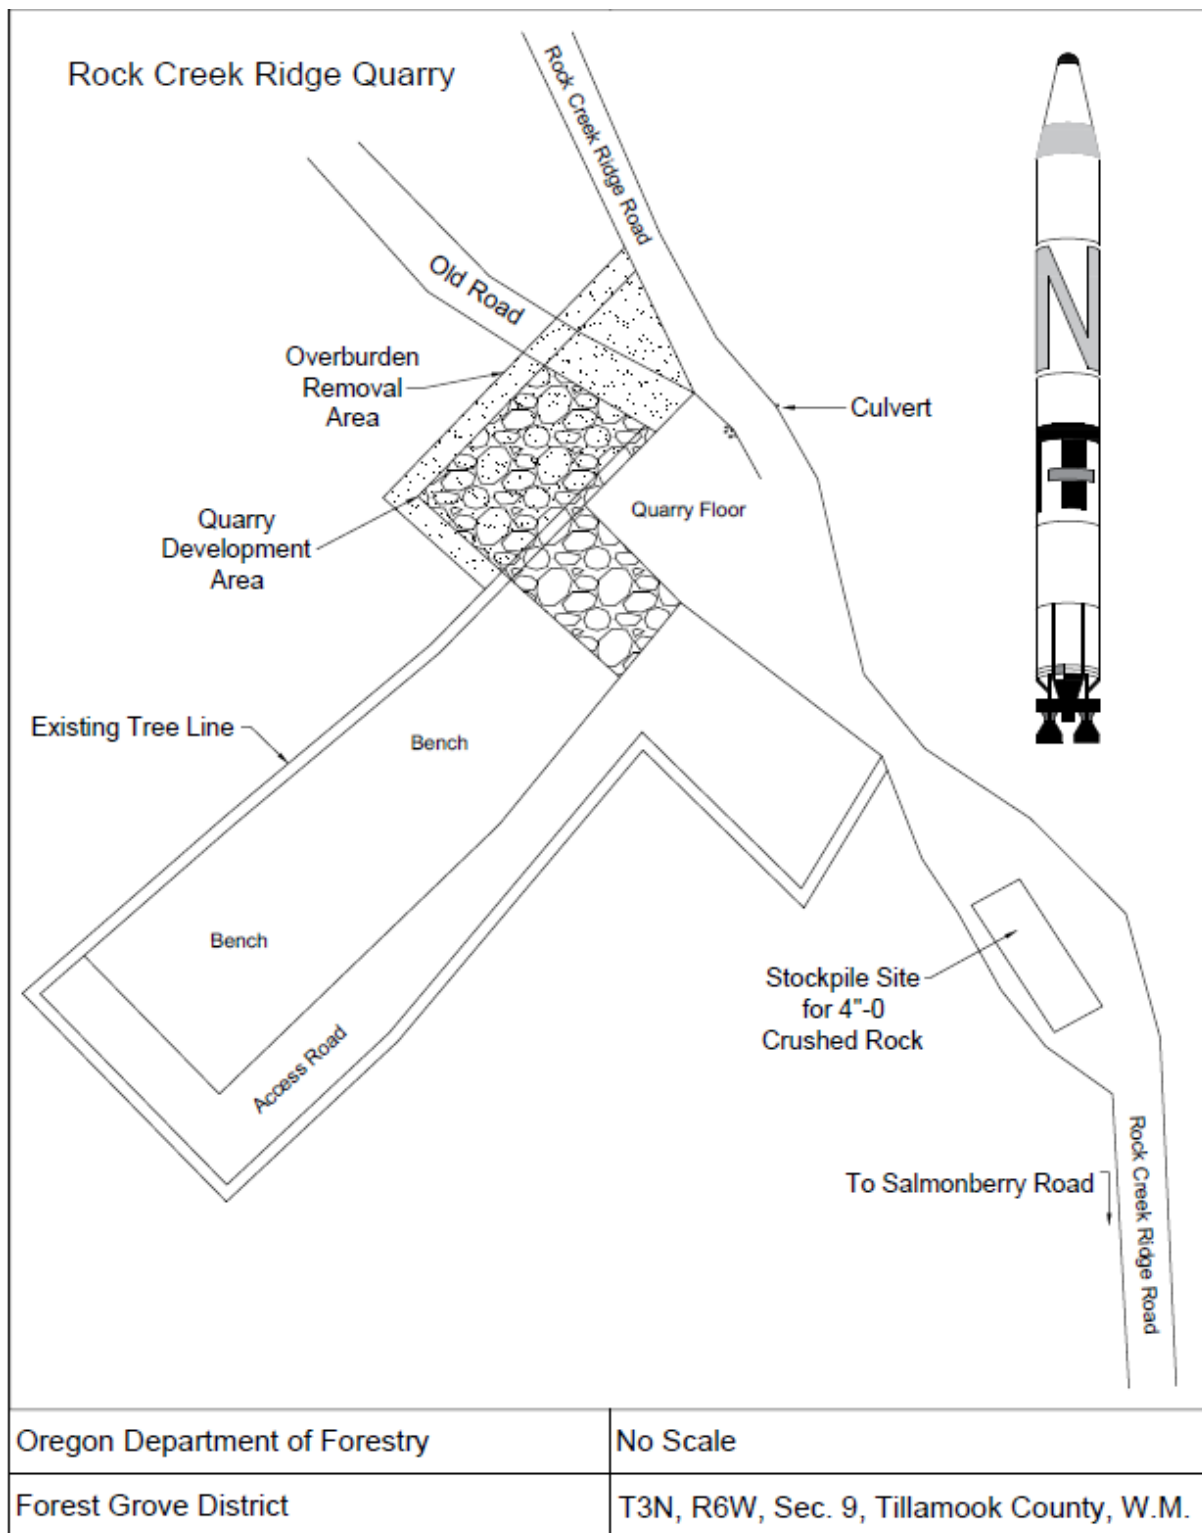 Rock Creek Ridge Quarry
Rock Creek Ridge Road
N
Old Road
Overburden
Removal
Area
Culvert
Quarry Floor
Quarry
Development
Area
Existing Tree Line
Bench
Bench
Stockpile Site
for 4"-0
Crushed Rock
Access Road
To Salmonberry Road
Rock Creek Ridge Road
Oregon Department of Forestry
No Scale
Forest Grove District
T3N, R6W, Sec. 9, Tillamook County, W.M.